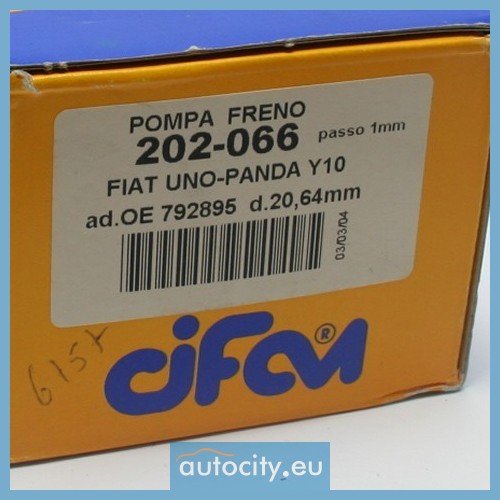 POMPA FRENO
202-066 passo 1mm
FIAT UNO-PANDA Y10
ad.OE 792895 d.20,64mm
03/03/04
CIFAM®
autocity.eu